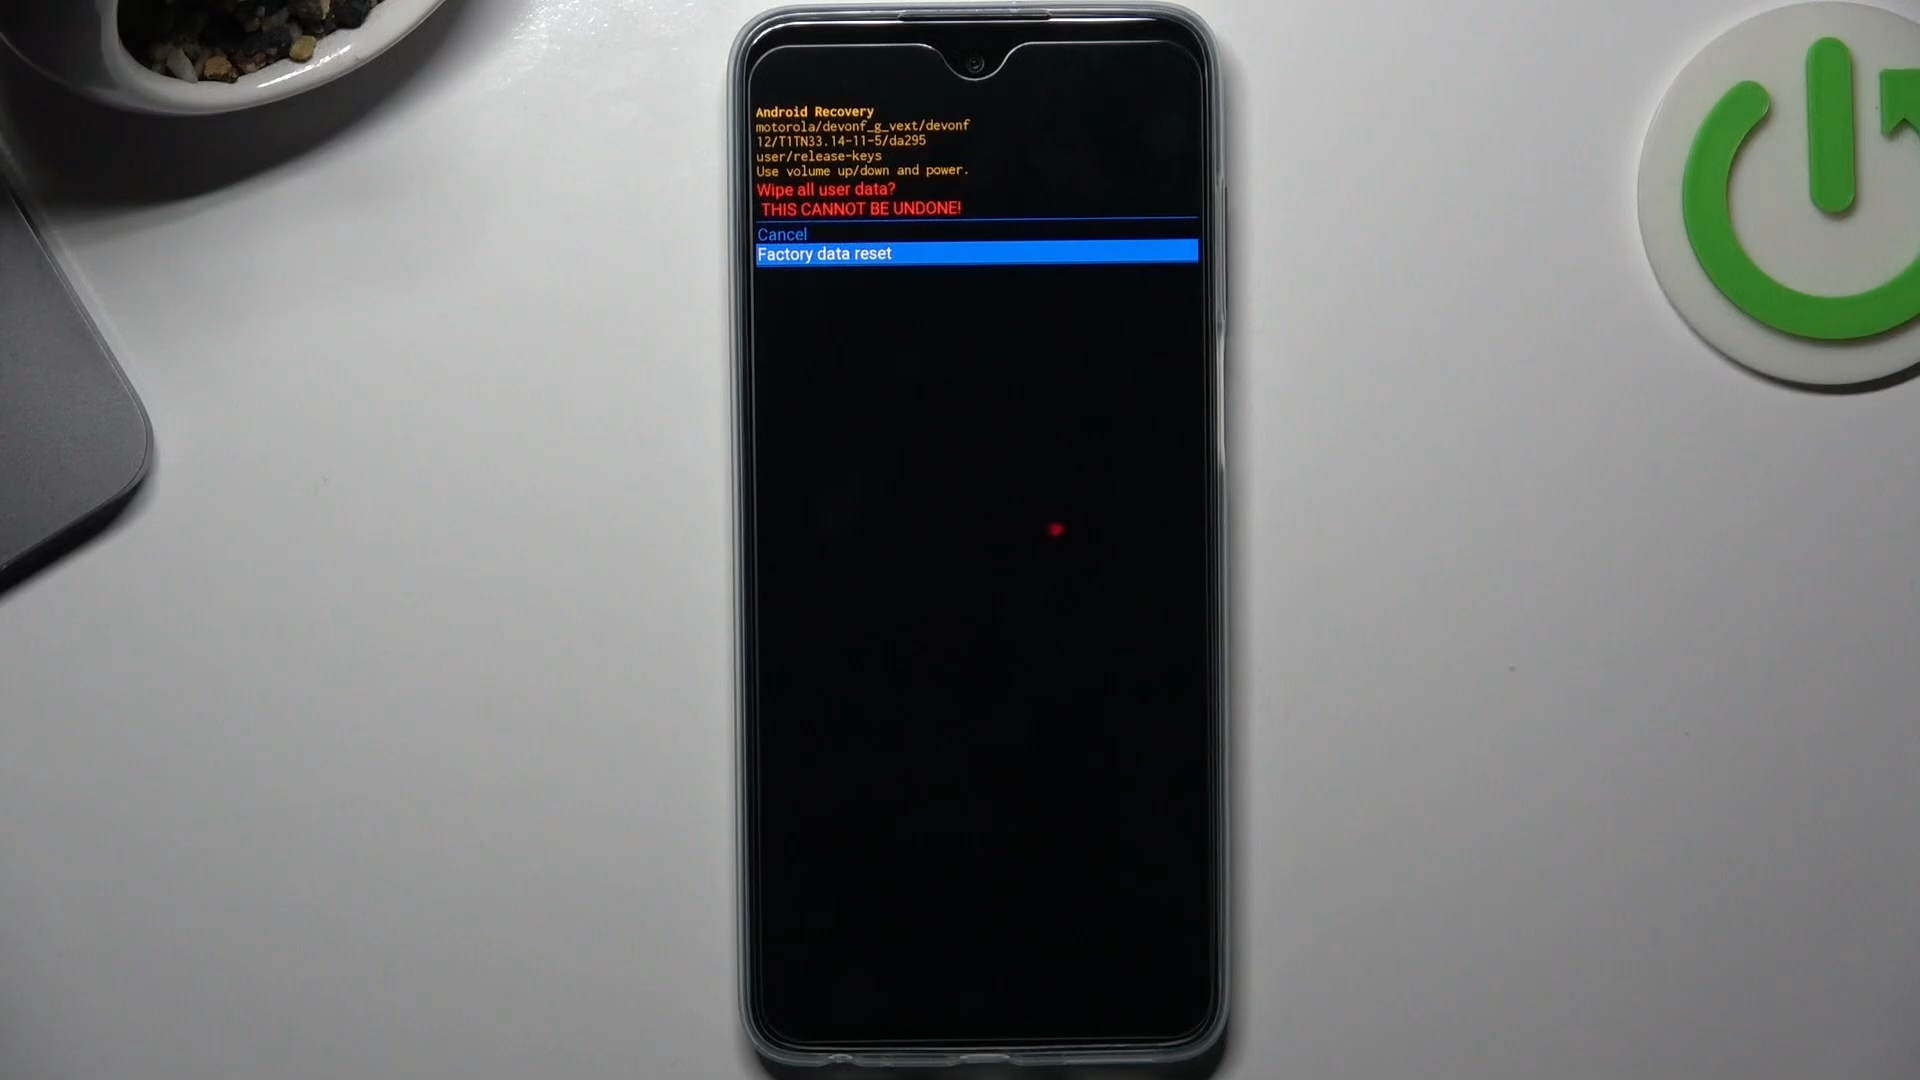 Android Recovery
motorola/devonf_g_vext/devonf
12/T1TN33.14-11-5/da295
user/release-keys
Use volume up/down and power.
Wipe all user data?
THIS CANNOT BE UNDONE!
Cancel
Factory data reset